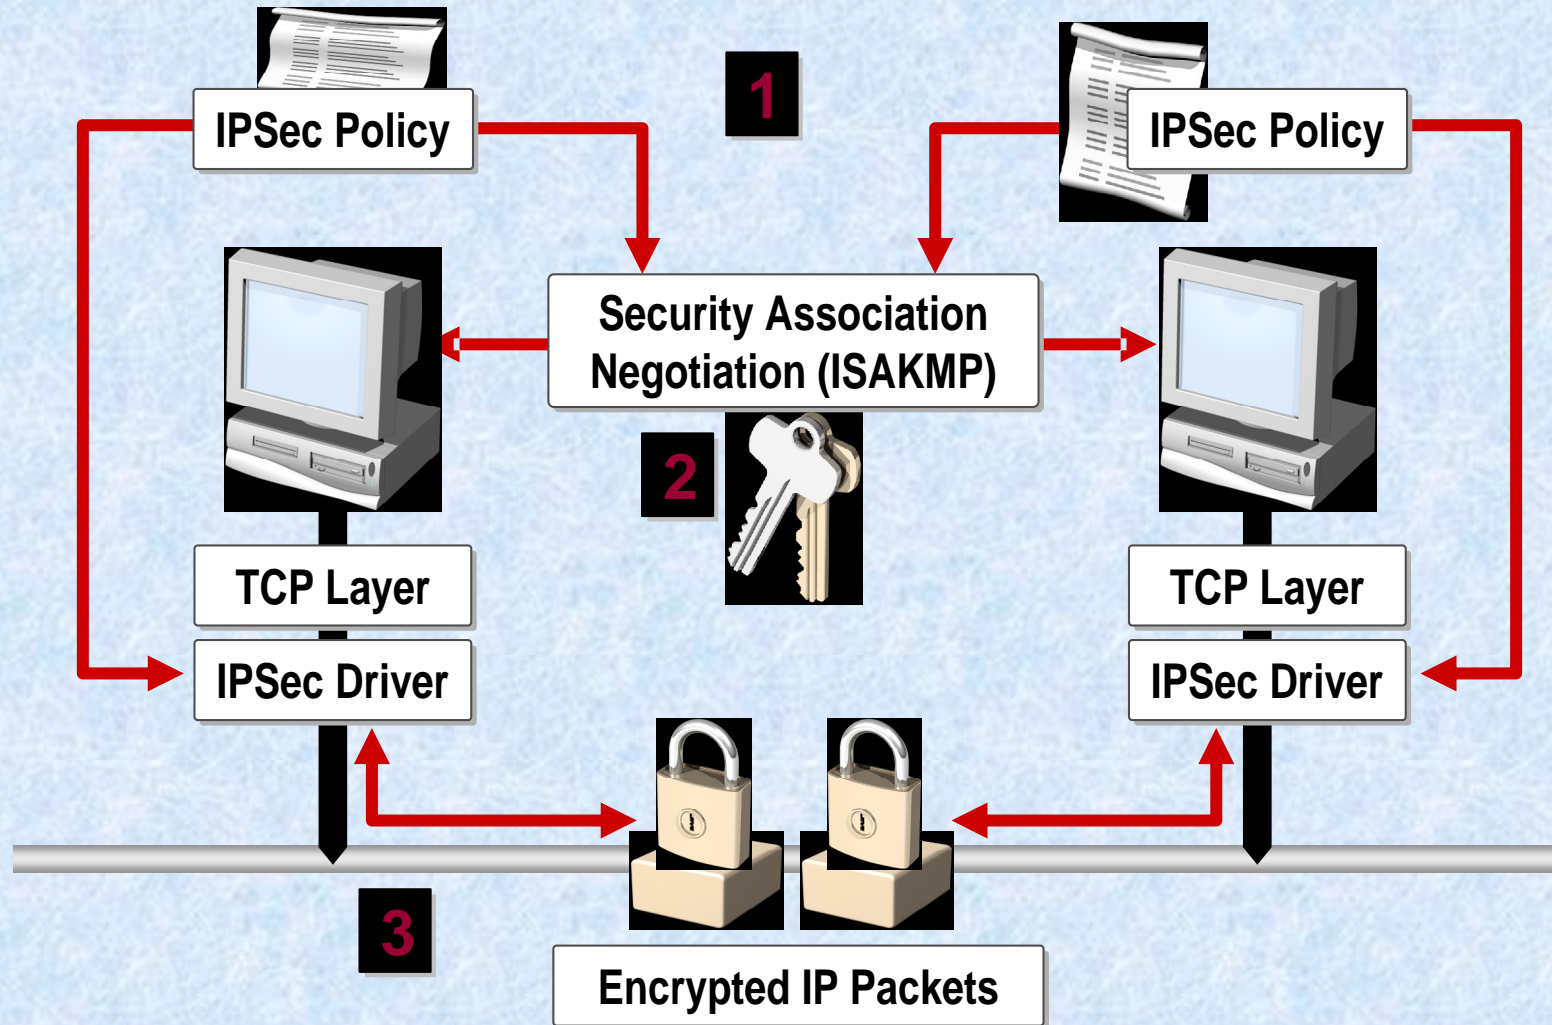 1
IPSec Policy
IPSec Policy
Security Association
Negotiation (ISAKMP)
2
TCP Layer
TCP Layer
IPSec Driver
IPSec Driver
3
Encrypted IP Packets